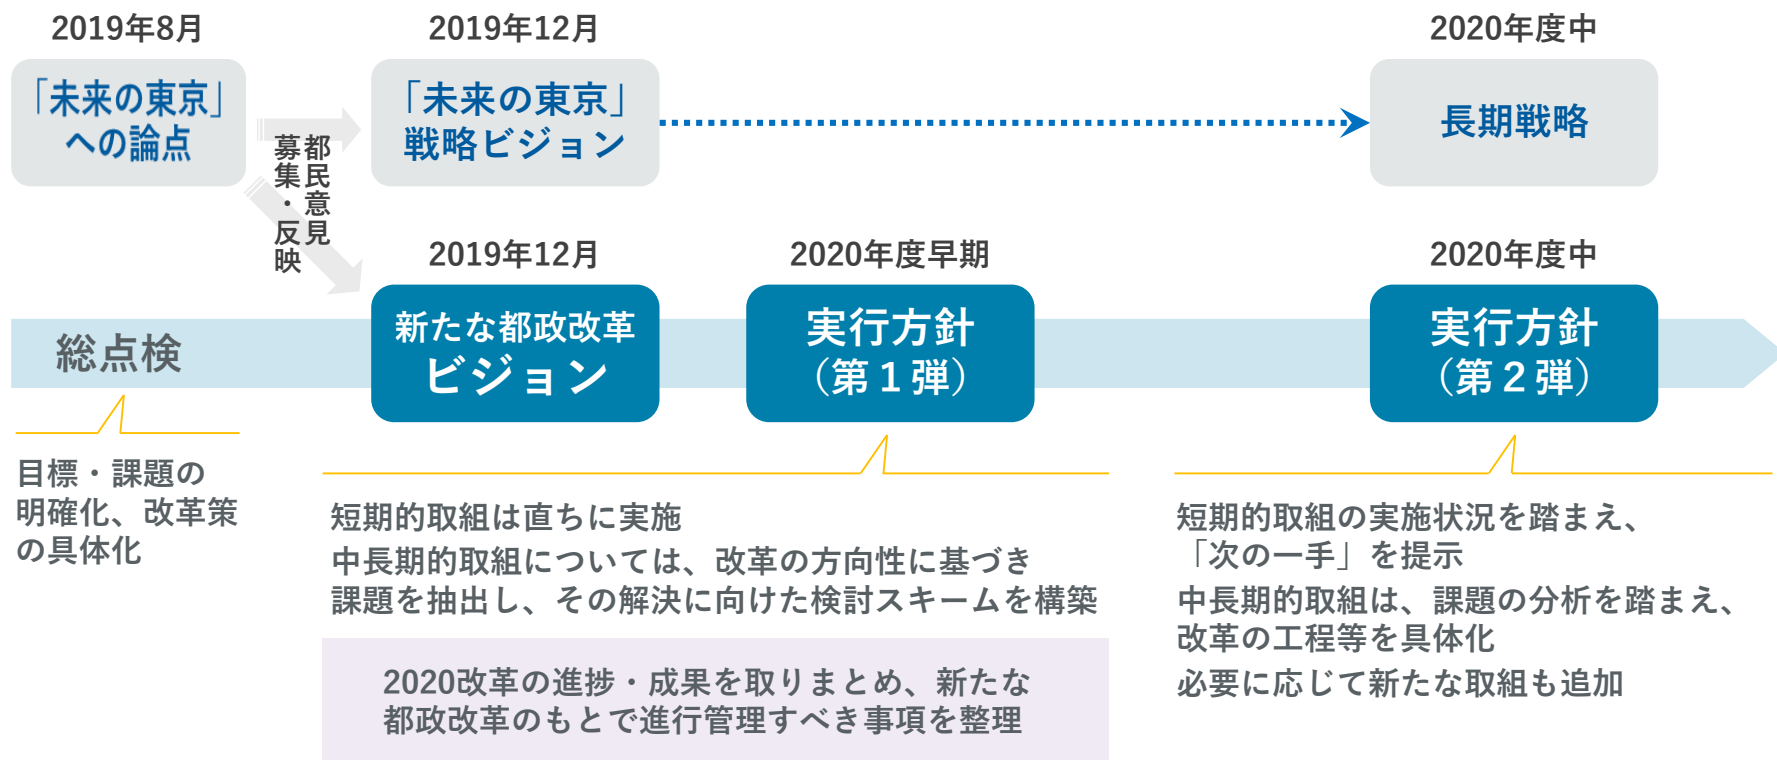 2019年8月
「未来の東京」
への論点
都民意見
募集・反映
2019年12月
「未来の東京」
戦略ビジョン
2020年度中
長期戦略
総点検
2019年12月
新たな都政改革
ビジョン
2020年度早期
実行方針
（第１弾）
2020年度中
実行方針
（第２弾）
目標・課題の
明確化、改革策
の具体化
短期的取組は直ちに実施
中長期的取組については、改革の方向性に基づき
課題を抽出し、その解決に向けた検討スキームを構築
2020改革の進捗・成果を取りまとめ、新たな
都政改革のもとで進行管理すべき事項を整理
短期的取組の実施状況を踏まえ、
「次の一手」を提示
中長期的取組は、課題の分析を踏まえ、
改革の工程等を具体化
必要に応じて新たな取組も追加